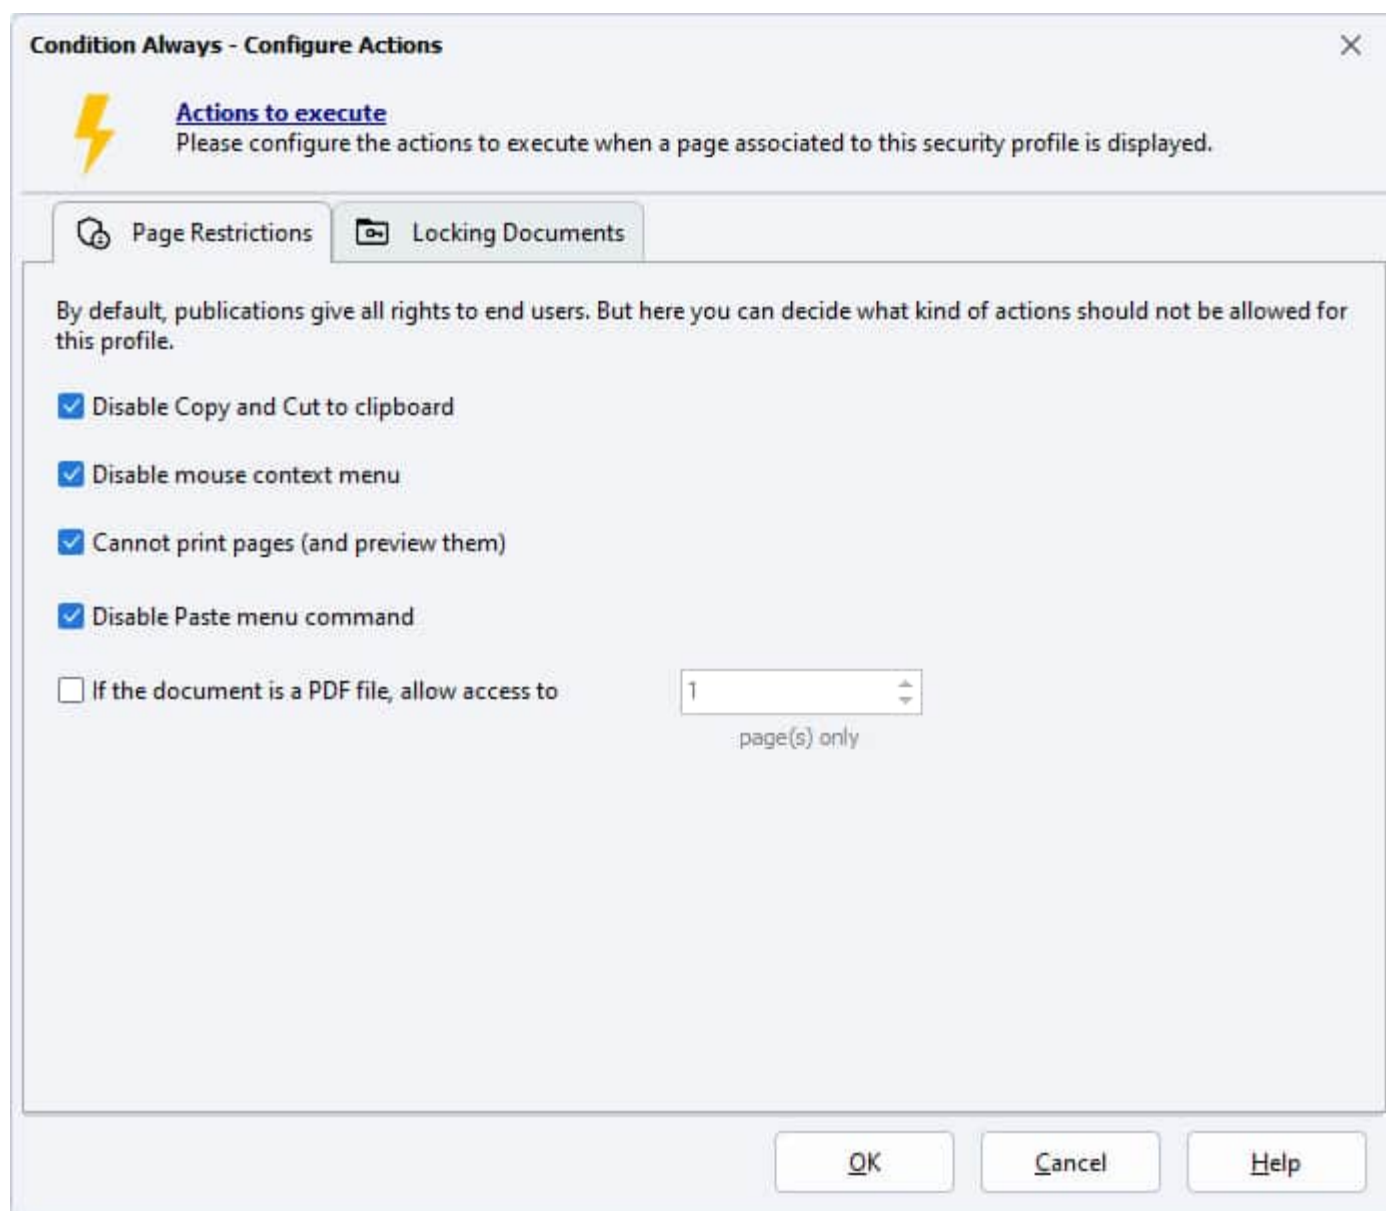 Condition Always - Configure Actions
Actions to execute
Please configure the actions to execute when a page associated to this security profile is displayed.
Page Restrictions
Locking Documents
By default, publications give all rights to end users. But here you can decide what kind of actions should not be allowed for
this profile.
Disable Copy and Cut to clipboard
Disable mouse context menu
Cannot print pages (and preview them)
Disable Paste menu command
If the document is a PDF file, allow access to
1
page(s) only
OK
Cancel
Help